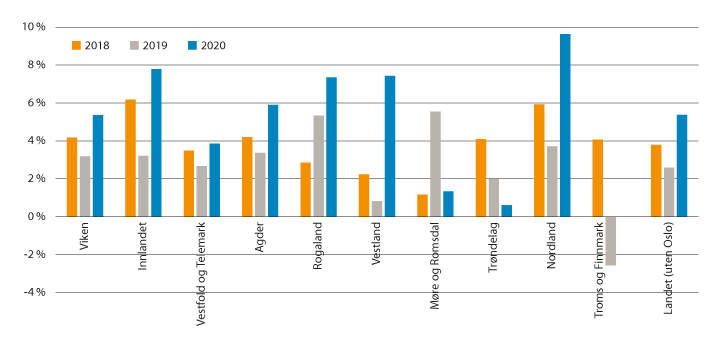 10 %
2018 2019 2020
8 %
6 %
4 %
2 %
0 %
-2 %
-4 %
Viken
Innlandet
Vestfold og Telemark
Agder
Rogaland
Vestland
Møre og Romsdal
Trøndelag
Nordland
Troms og Finnmark
Landet (uten Oslo)